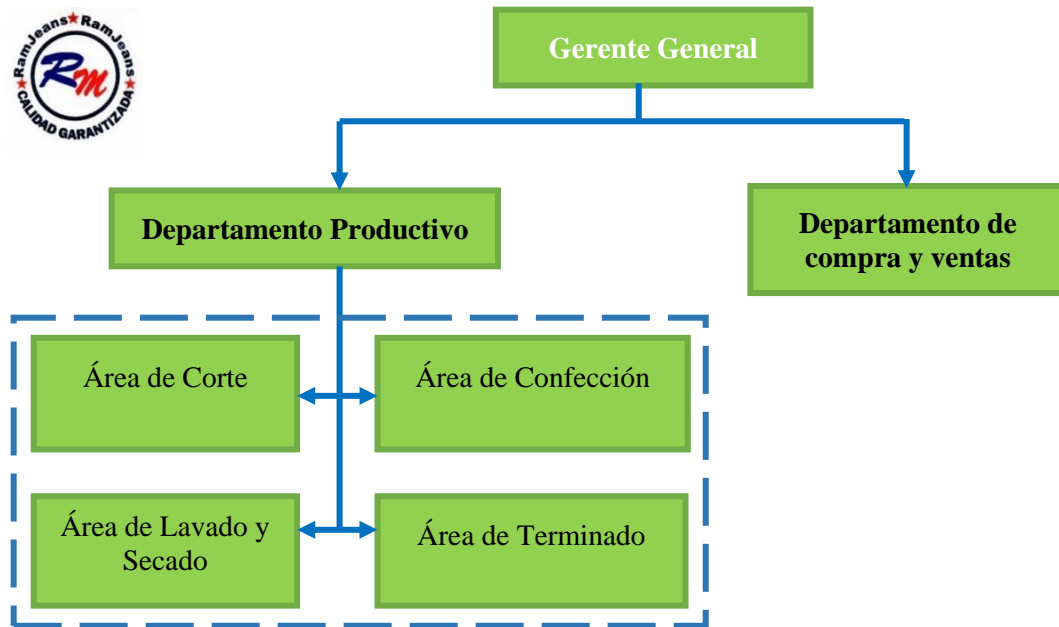 RamJeans★RamJeans★
RM
CALIDAD GARANTIZADA
Gerente General
Departamento Productivo
Departamento de
compra y ventas
Área de Corte
Área de Confección
Área de Lavado y
Secado
Área de Terminado